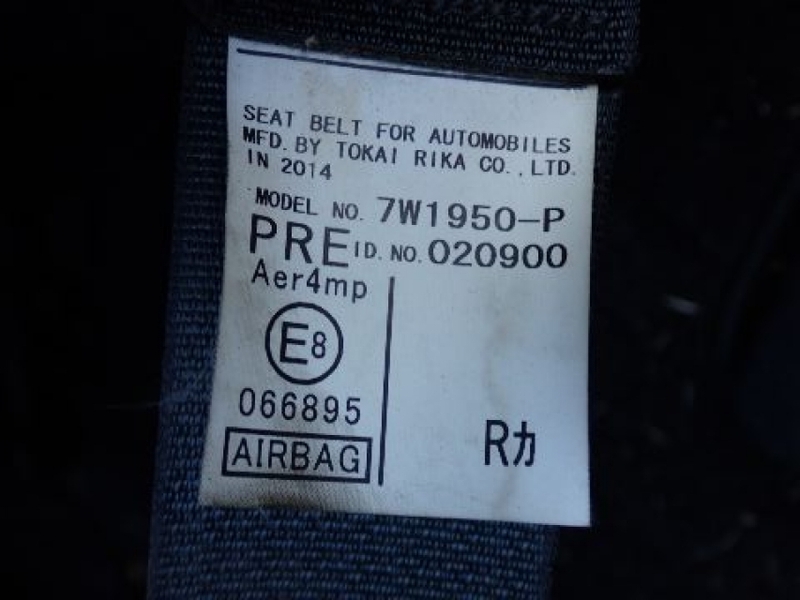 SEAT BELT FOR AUTOMOBILES
MFD. BY TOKAI RIKA CO., LTD.
IN 2014
MODEL NO. 7W1950-P
PRE ID. NO. 020900
Aer4mp
E8
066895
AIRBAG
Rカ